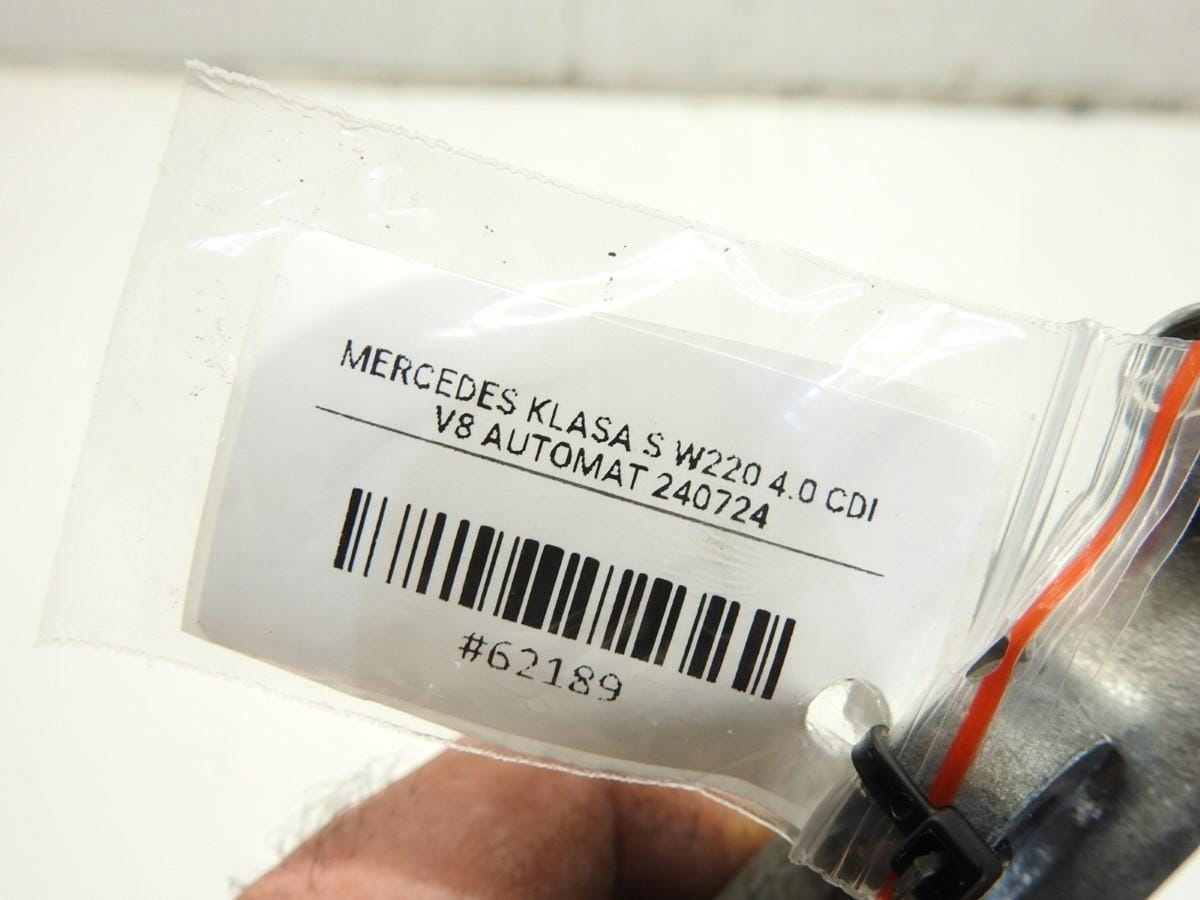 MERCEDES KLASA S W220 4.0 CDI
V8 AUTOMAT 240724
#62189